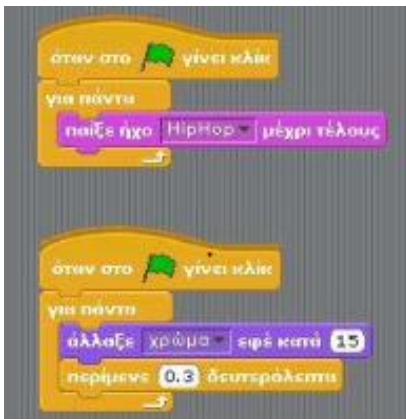 όταν στο γίνει κλικ
για πάντα
παίξε ήχο HipHop μέχρι τέλους
όταν στο γίνει κλικ
για πάντα
άλλαξε χρώμα εφέ κατά 15
περίμενε 0.3 δευτερόλεπτα